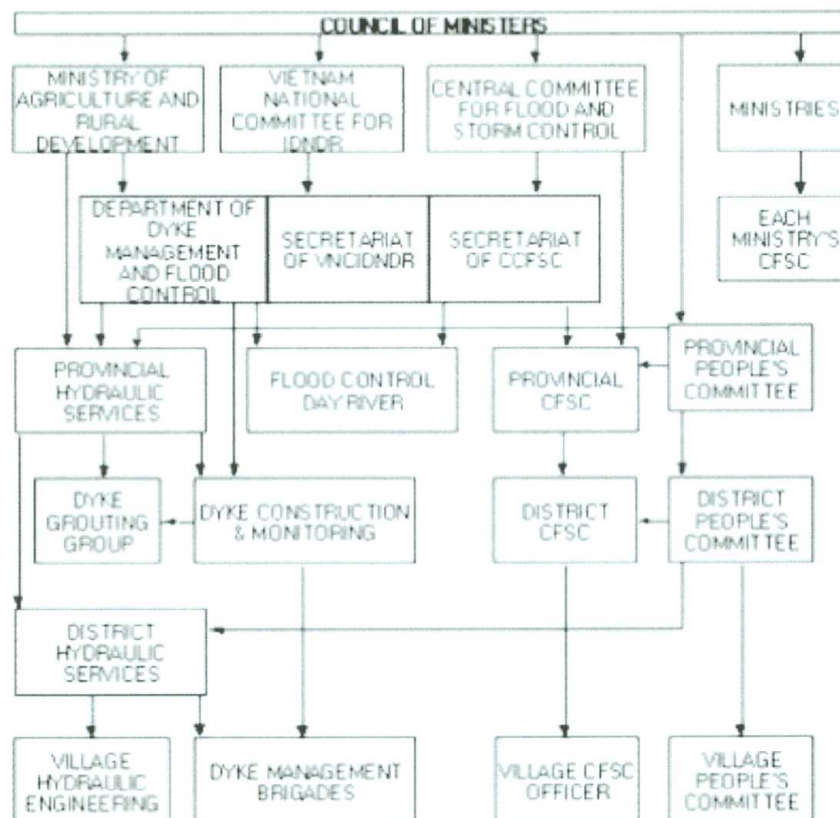 COUNCIL OF MINISTERS
MINISTRY OF
AGRICULTURE AND
RURAL
DEVELOPMENT
VIETNAM
NATIONAL
COMMITTEE FOR
IDNDR
CENTRAL COMMITTEE
FOR FLOOD AND
STORM CONTROL
MINISTRIES
DEPARTMENT OF
DYKE
MANAGEMENT
AND FLOOD
CONTROL
SECRETARIAT
OF VNCIDNDR
SECRETARIAT
OF CCFSC
EACH
MINISTRY'S
CFSC
PROVINCIAL
HYDRAULIC
SERVICES
FLOOD CONTROL
DAY RIVER
PROVINCIAL
CFSC
PROVINCIAL
PEOPLE'S
COMMITTEE
DYKE
GROUTING
GROUP
DYKE CONSTRUCTION
& MONITORING
DISTRICT
CFSC
DISTRICT
PEOPLE'S
COMMITTEE
DISTRICT
HYDRAULIC
SERVICES
VILLAGE
HYDRAULIC
ENGINEERING
DYKE MANAGEMENT
BRIGADES
VILLAGE CFSC
OFFICER
VILLAGE
PEOPLE'S
COMMITTEE